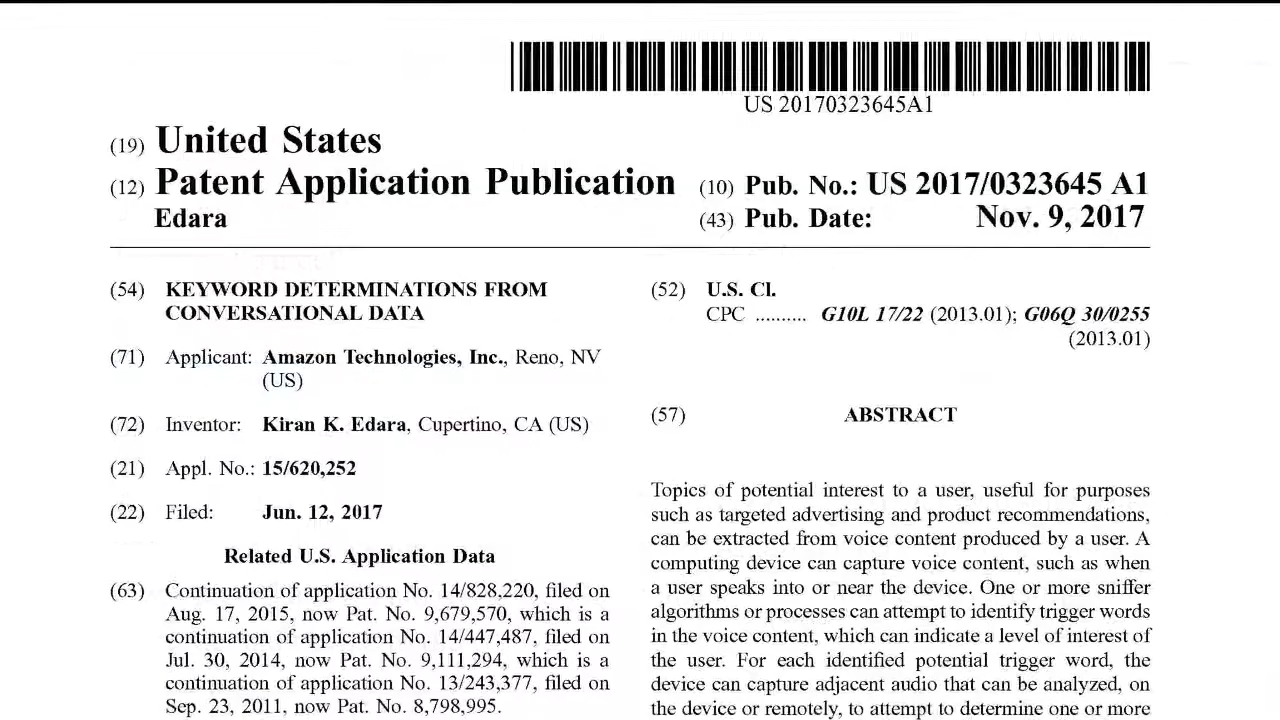 US 20170323645A1
(19) United States
(12) Patent Application Publication
Edara
(10) Pub. No.: US 2017/0323645 A1
(43) Pub. Date: Nov. 9, 2017
(54) KEYWORD DETERMINATIONS FROM
CONVERSATIONAL DATA
(71) Applicant: Amazon Technologies, Inc., Reno, NV
(US)
(72) Inventor: Kiran K. Edara, Cupertino, CA (US)
(21) Appl. No.: 15/620,252
(22) Filed: Jun. 12, 2017
Related U.S. Application Data
(63) Continuation of application No. 14/828,220, filed on
Aug. 17, 2015, now Pat. No. 9,679,570, which is a
continuation of application No. 14/447,487, filed on
Jul. 30, 2014, now Pat. No. 9,111,294, which is a
continuation of application No. 13/243,377, filed on
Sep. 23, 2011, now Pat. No. 8,798,995.
(52) U.S. Cl.
CPC .......... G10L 17/22 (2013.01); G06Q 30/0255
(2013.01)
(57) ABSTRACT
Topics of potential interest to a user, useful for purposes
such as targeted advertising and product recommendations,
can be extracted from voice content produced by a user. A
computing device can capture voice content, such as when
a user speaks into or near the device. One or more sniffer
algorithms or processes can attempt to identify trigger words
in the voice content, which can indicate a level of interest of
the user. For each identified potential trigger word, the
device can capture adjacent audio that can be analyzed, on
the device or remotely, to attempt to determine one or more